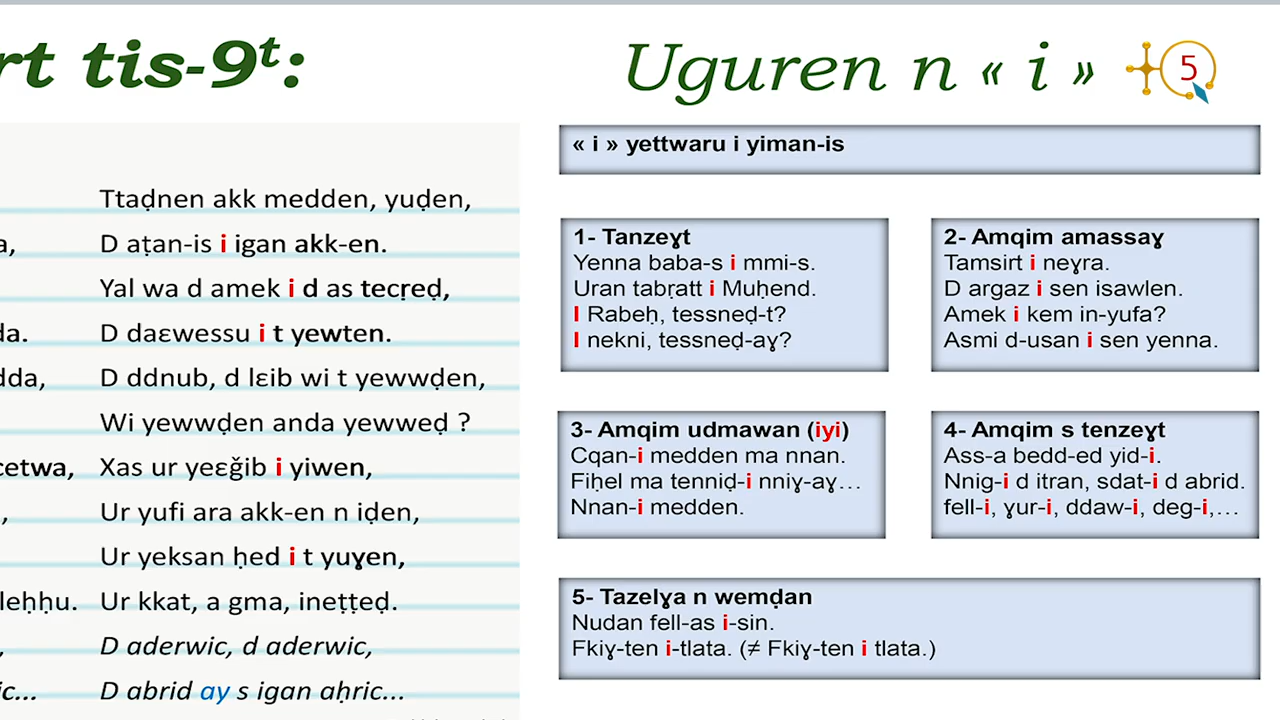 rt tis-9ᵗ:
Uguren n « i »
5
a,
da.
dda,
cetwa,
,
leḥḥu.
,
ic...
Ttaḍnen akk medden, yuḍen,
D aṭan-is i igan akk-en.
Yal wa d amek i d as tecṛeḍ,
D daɛwessu i t yewten.
D ddnub, d lɛib wi t yewwḍen,
Wi yewwḍen anda yewweḍ ?
Xas ur yeɛǧib i yiwen,
Ur yufi ara akk-en n iḍen,
Ur yeksan ḥed i t yuɣen,
Ur kkat, a gma, ineṭṭeḍ.
D aderwic, d aderwic,
D abrid ay s igan aḥric...
« i » yettwaru i yiman-is
1- Tanzeɣt
Yenna baba-s i mmi-s.
Uran tabṛatt i Muḥend.
I Rabeḥ, tessneḍ-t?
I nekni, tessneḍ-aɣ?
2- Amqim amassaɣ
Tamsirt i neɣra.
D argaz i sen isawlen.
Amek i kem in-yufa?
Asmi d-usan i sen yenna.
3- Amqim udmawan (iyi)
Cqan-i medden ma nnan.
Fiḥel ma tenniḍ-i nniɣ-aɣ…
Nnan-i medden.
4- Amqim s tenzeɣt
Ass-a bedd-ed yid-i.
Nnig-i d itran, sdat-i d abrid.
fell-i, ɣur-i, ddaw-i, deg-i,…
5- Tazelɣa n wemḍan
Nudan fell-as i-sin.
Fkiɣ-ten i-tlata. (≠ Fkiɣ-ten i tlata.)